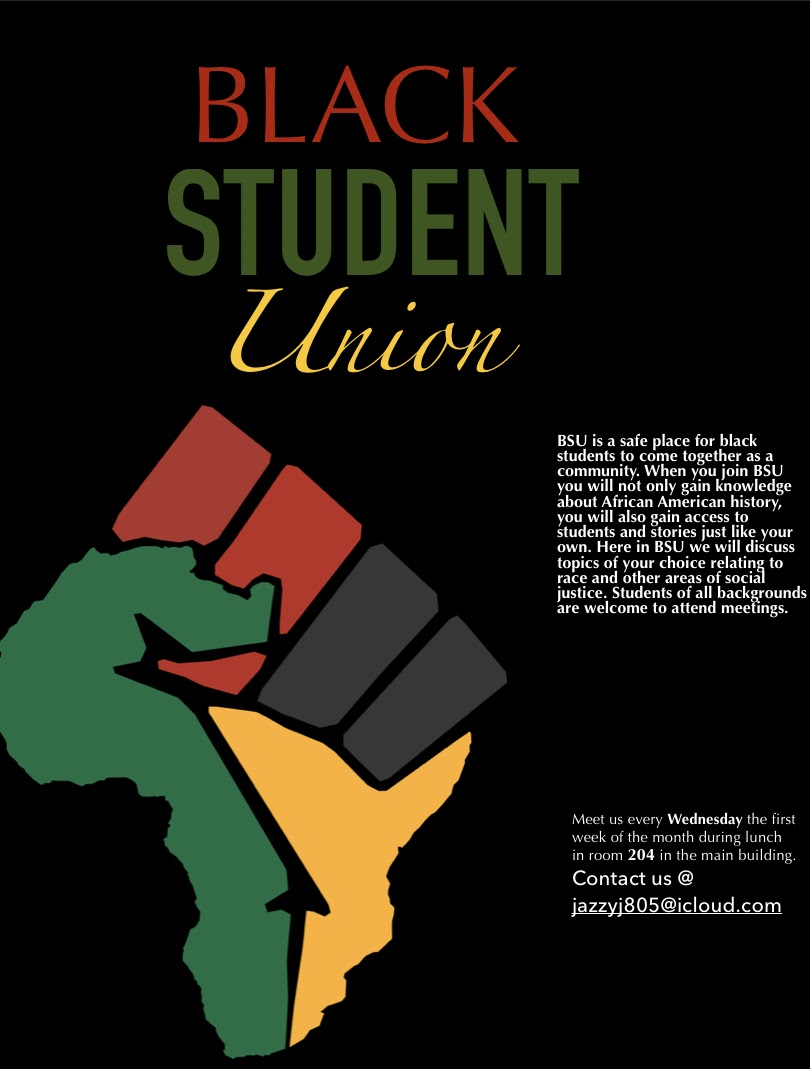 BLACK
STUDENT
Union
BSU is a safe place for black
students to come together as a
community. When you join BSU
you will not only gain knowledge
about African American history,
you will also gain access to
students and stories just like your
own. Here in BSU we will discuss
topics of your choice relating to
race and other areas of social
justice. Students of all backgrounds
are welcome to attend meetings.
Meet us every Wednesday the first
week of the month during lunch
in room 204 in the main building.
Contact us @
jazzyj805@icloud.com